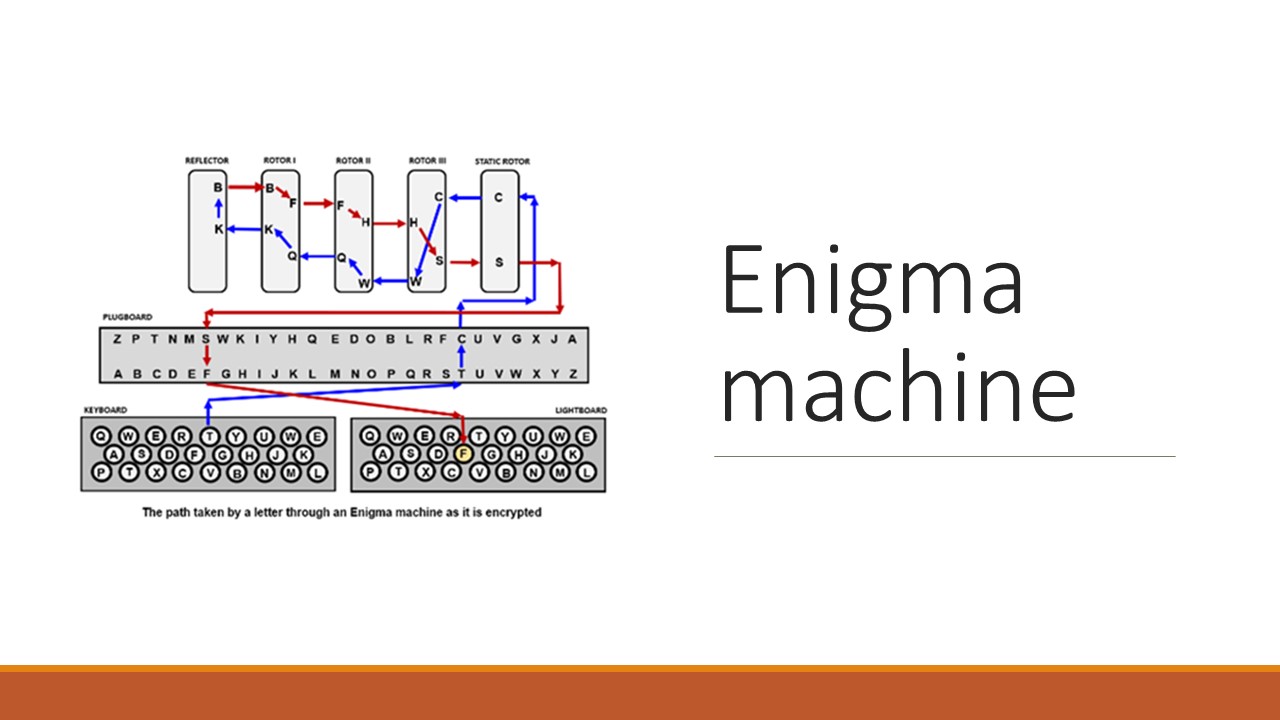 REFLECTOR ROTOR I ROTOR II ROTOR III STATIC ROTOR
B B F F H H C C
K K Q Q W W S S
PLUGBOARD
Z P T N M S W K I Y H Q E D O B L R F C U V G X J A
A B C D E F G H I J K L M N O P Q R S T U V W X Y Z
KEYBOARD
Q W E R T Y U W E
A S D F G H J K
P T X C V B N M L
LIGHTBOARD
Q W E R T Y U W E
A S D F G H J K
P T X C V B N M L
The path taken by a letter through an Enigma machine as it is encrypted
Enigma
machine